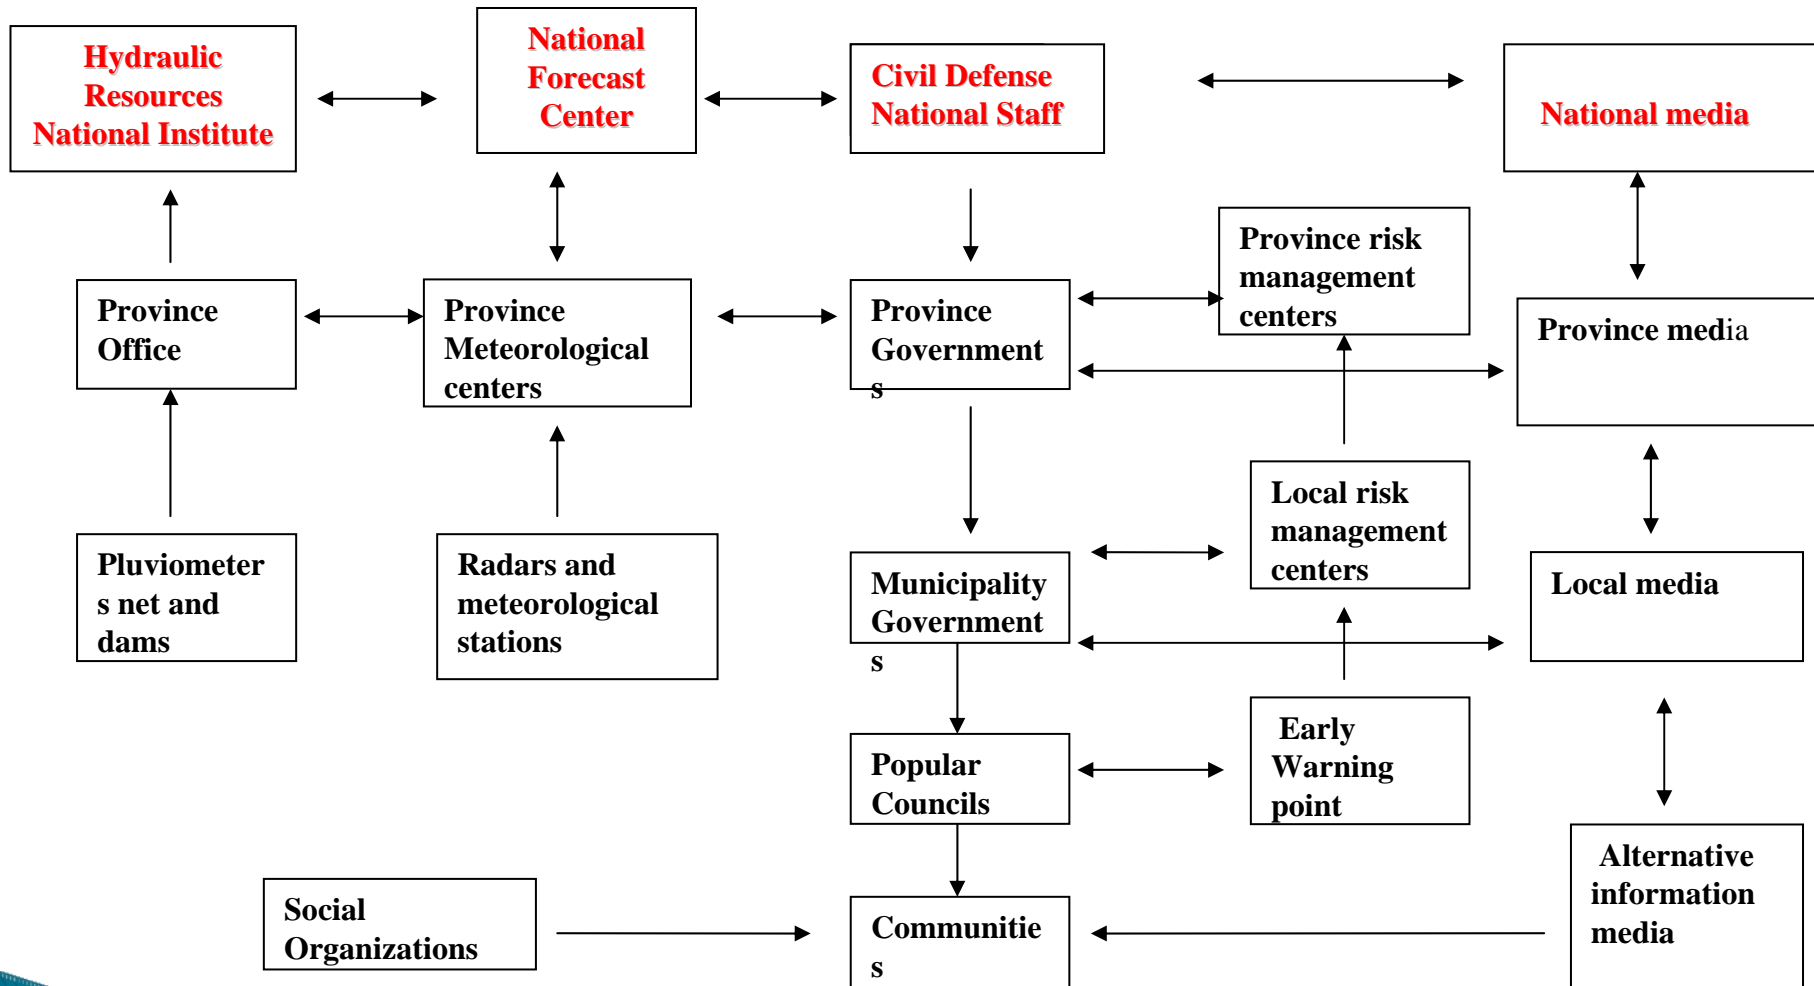 Hydraulic
Resources
National Institute
National
Forecast
Center
Civil Defense
National Staff
National media
Province
Office
Province
Meteorological
centers
Province
Government
s
Province risk
management
centers
Province media
Pluviometer
s net and
dams
Radars and
meteorological
stations
Municipality
Government
s
Local risk
management
centers
Local media
Popular
Councils
Early
Warning
point
Social
Organizations
Communitie
s
Alternative
information
media